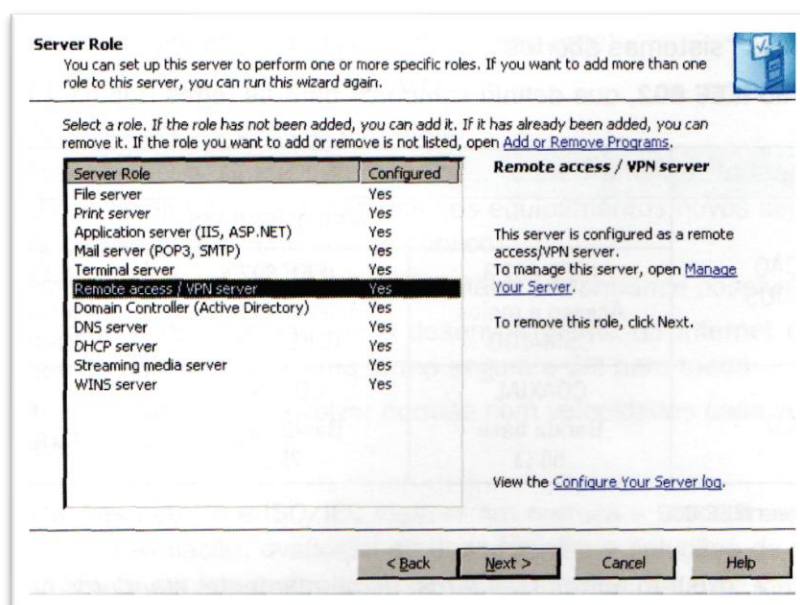 Server Role
You can set up this server to perform one or more specific roles. If you want to add more than one
role to this server, you can run this wizard again.
Select a role. If the role has not been added, you can add it. If it has already been added, you can
remove it. If the role you want to add or remove is not listed, open Add or Remove Programs.
Server Role Configured
File server Yes
Print server Yes
Application server (IIS, ASP.NET) Yes
Mail server (POP3, SMTP) Yes
Terminal server Yes
Remote access / VPN server Yes
Domain Controller (Active Directory) Yes
DNS server Yes
DHCP server Yes
Streaming media server Yes
WINS server Yes
Remote access / VPN server
This server is configured as a remote
access/VPN server.
To manage this server, open Manage
Your Server.
To remove this role, click Next.
View the Configure Your Server log.
< Back Next > Cancel Help